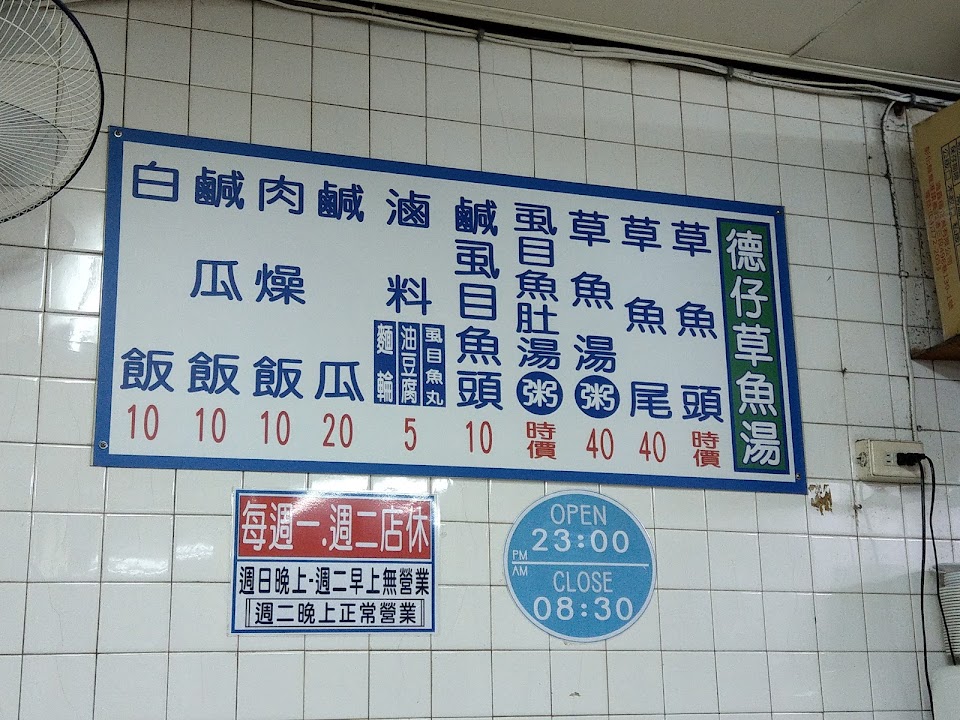 德仔草魚湯
草魚頭 時價
草魚尾 40
草魚湯粥 40
虱目魚肚湯粥 時價
鹹虱目魚頭 10
滷料 虱目魚丸 油豆腐 麵輪 5
鹹瓜 20
肉燥飯 10
鹹瓜飯 10
白飯 10
每週一.週二店休
週日晚上-週二早上無營業
週二晚上正常營業
OPEN
PM 23:00
AM CLOSE
08:30